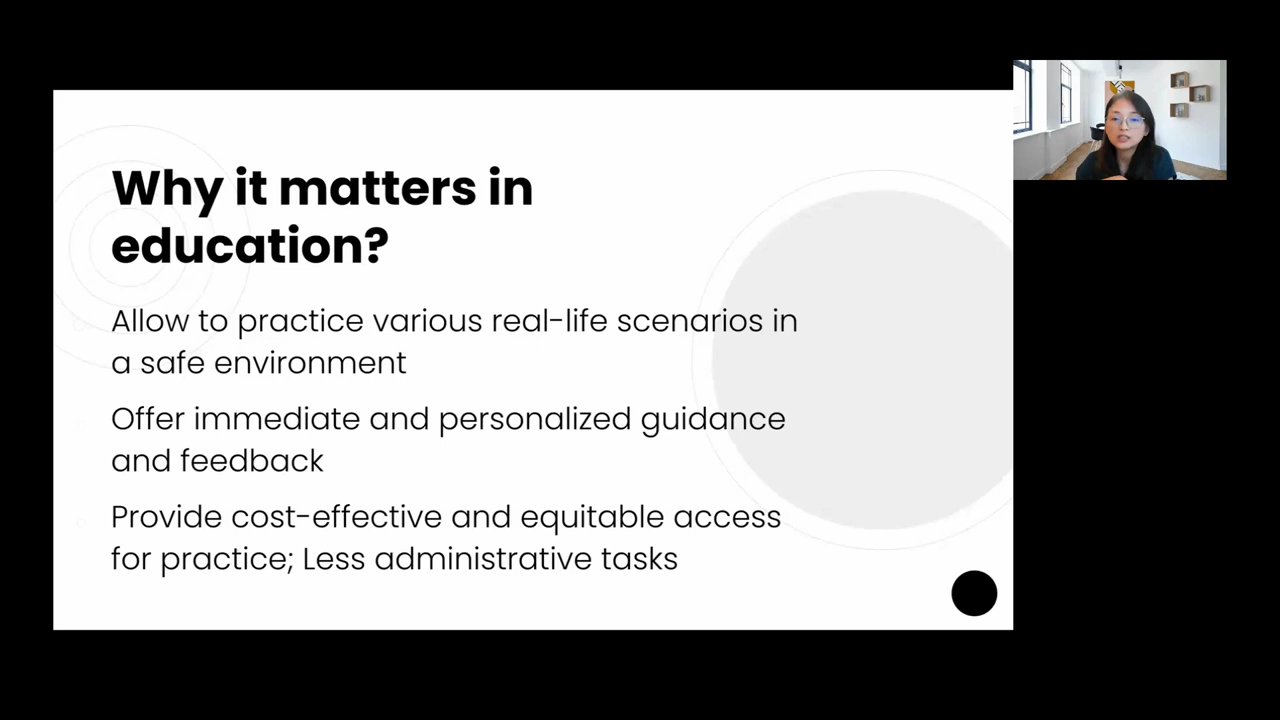 Why it matters in
education?
Allow to practice various real-life scenarios in
a safe environment
Offer immediate and personalized guidance
and feedback
Provide cost-effective and equitable access
for practice; Less administrative tasks